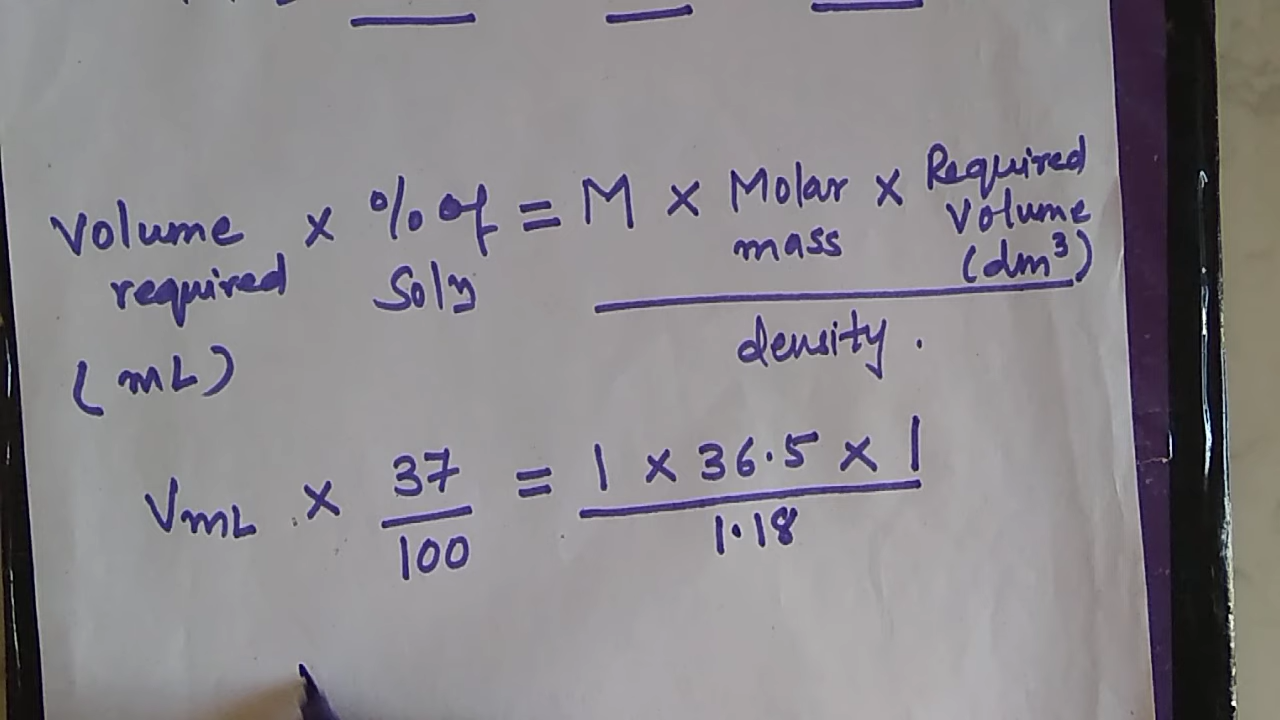 Volume required (mL) × % of Soln = M × Molar mass × Required Volume (dm³)
density.
V mL × 37/100 = 1 × 36.5 × 1
1.18